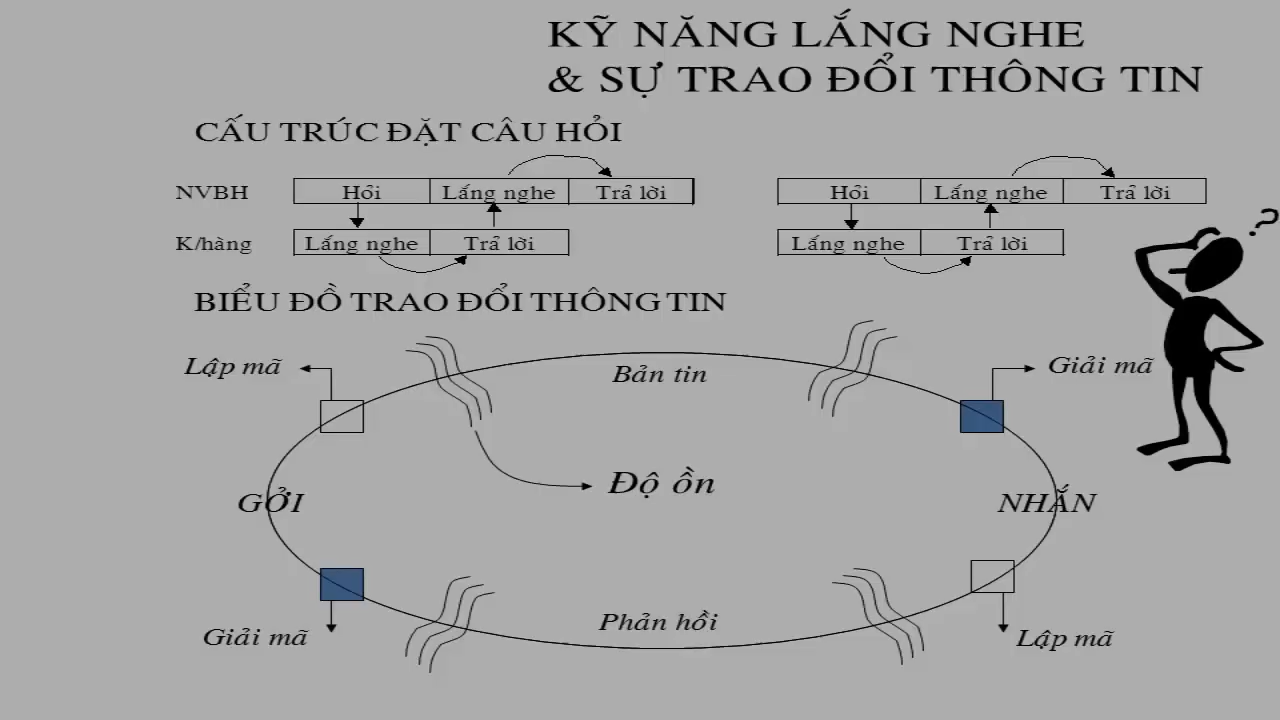 KỸ NĂNG LẮNG NGHE
& SỰ TRAO ĐỔI THÔNG TIN
CẤU TRÚC ĐẶT CÂU HỎI
NVBH Hỏi Lắng nghe Trả lời Hỏi Lắng nghe Trả lời
K/hàng Lắng nghe Trả lời Lắng nghe Trả lời
?
BIỂU ĐỒ TRAO ĐỔI THÔNG TIN
Lập mã Bản tin Giải mã
Độ ồn
GỞI NHẮN
Giải mã Phản hồi Lập mã